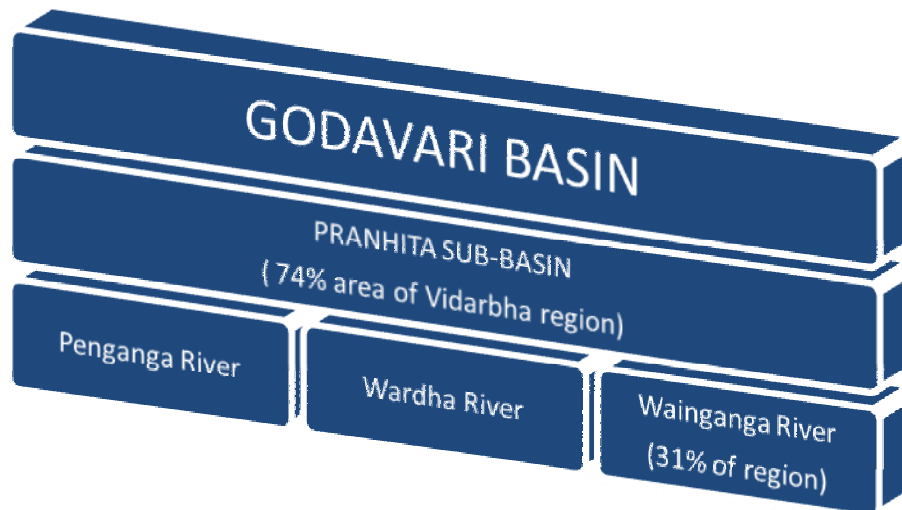 GODAVARI BASIN
PRANHITA SUB-BASIN
( 74% area of Vidarbha region)
Penganga River
Wardha River
Wainganga River
(31% of region)